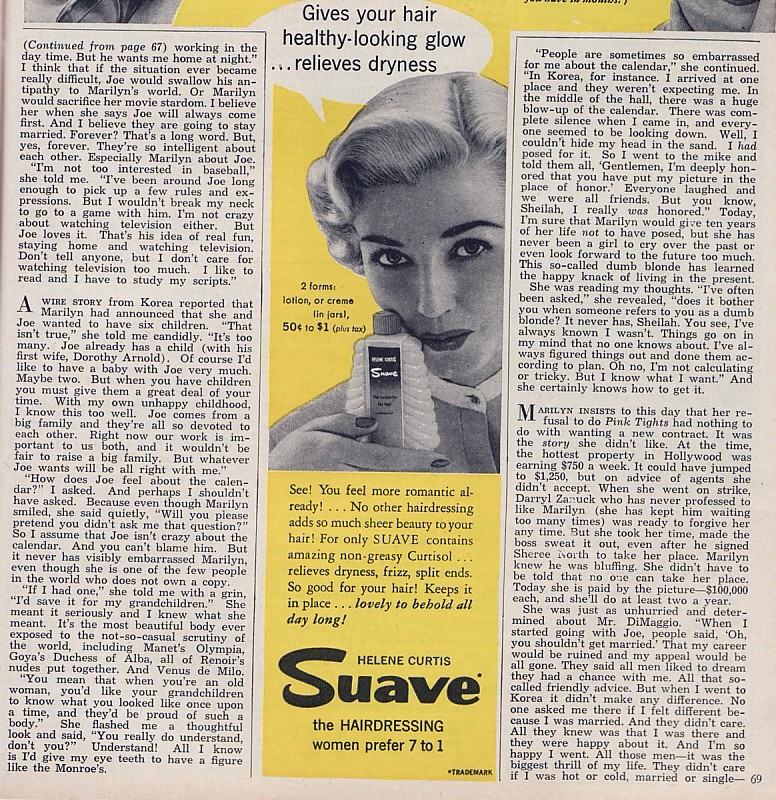 (Continued from page 67) working in the
day time. But he wants me home at night."
I think that if the situation ever became
really difficult, Joe would swallow his an-
tipathy to Marilyn's world. Or Marilyn
would sacrifice her movie stardom. I believe
her when she says Joe will always come
first. And I believe they are going to stay
married. Forever? That's a long word. But,
yes, forever. They're so intelligent about
each other. Especially Marilyn about Joe.
"I'm not too interested in baseball,"
she told me. "I've been around Joe long
enough to pick up a few rules and ex-
pressions. But I wouldn't break my neck
to go to a game with him. I'm not crazy
about watching television either. But
Joe loves it. That's his idea of real fun,
staying home and watching television.
Don't tell anyone, but I don't care for
watching television too much. I like to
read and I have to study my scripts."
A WIRE STORY from Korea reported that
Marilyn had announced that she and
Joe wanted to have six children. "That
isn't true," she told me candidly. "It's too
many. Joe already has a child (with his
first wife, Dorothy Arnold). Of course I'd
like to have a baby with Joe very much.
Maybe two. But when you have children
you must give them a great deal of your
time. With my own unhappy childhood,
I know this too well. Joe comes from a
big family and they're all so devoted to
each other. Right now our work is im-
portant to us both, and it wouldn't be
fair to raise a big family. But whatever
Joe wants will be all right with me."
"How does Joe feel about the calen-
dar?" I asked. And perhaps I shouldn't
have asked. Because even though Marilyn
smiled, she said quietly, "Will you please
pretend you didn't ask me that question?"
So I assume that Joe isn't crazy about the
calendar. And you can't blame him. But
it never has visibly embarrassed Marilyn,
even though she is one of the few people
in the world who does not own a copy.
"If I had one," she told me with a grin,
"I'd save it for my grandchildren." She
meant it seriously and I knew what she
meant. It's the most beautiful body ever
exposed to the not-so-casual scrutiny of
the world, including Manet's Olympia,
Goya's Duchess of Alba, all of Renoir's
nudes put together. And Venus de Milo.
"You mean that when you're an old
woman, you'd like your grandchildren
to know what you looked like once upon
a time, and they'd be proud of such a
body." She flashed me a thoughtful
look and said, "You really do understand,
don't you?" Understand! All I know
is I'd give my eye teeth to have a figure
like the Monroe's.
Gives your hair
healthy-looking glow
...relieves dryness
2 forms:
lotion, or creme
(in jars),
50¢ to $1 (plus tax)
HELENE CURTIS
Suave
See! You feel more romantic al-
ready! . . . No other hairdressing
adds so much sheer beauty to your
hair! For only SUAVE contains
amazing non-greasy Curtisol . . .
relieves dryness, frizz, split ends.
So good for your hair! Keeps it
in place . . . lovely to behold all
day long!
HELENE CURTIS
Suave
the HAIRDRESSING
women prefer 7 to 1
*TRADEMARK
"People are sometimes so embarrassed
for me about the calendar," she continued.
"In Korea, for instance. I arrived at one
place and they weren't expecting me. In
the middle of the hall, there was a huge
blow-up of the calendar. There was com-
plete silence when I came in, and every-
one seemed to be looking down. Well, I
couldn't hide my head in the sand. I had
posed for it. So I went to the mike and
told them all, 'Gentlemen, I'm deeply hon-
ored that you have put my picture in the
place of honor.' Everyone laughed and
we were all friends. But you know,
Sheilah, I really was honored." Today,
I'm sure that Marilyn would give ten years
of her life not to have posed, but she has
never been a girl to cry over the past or
even look forward to the future too much.
This so-called dumb blonde has learned
the happy knack of living in the present.
She was reading my thoughts. "I've often
been asked," she revealed, "does it bother
you when someone refers to you as a dumb
blonde? It never has, Sheilah. You see, I've
always known I wasn't. Things go on in
my mind that no one knows about. I've al-
ways figured things out and done them ac-
cording to plan. Oh no, I'm not calculating
or tricky. But I know what I want." And
she certainly knows how to get it.
MARILYN INSISTS to this day that her re-
fusal to do Pink Tights had nothing to
do with wanting a new contract. It was
the story she didn't like. At the time,
the hottest property in Hollywood was
earning $750 a week. It could have jumped
to $1,250, but on advice of agents she
didn't accept. When she went on strike,
Darryl Zanuck who has never professed to
like Marilyn (she has kept him waiting
too many times) was ready to forgive her
any time. But she took her time, made the
boss sweat it out, even after he signed
Sheree North to take her place. Marilyn
knew he was bluffing. She didn't have to
be told that no one can take her place.
Today she is paid by the picture—$100,000
each, and she'll do at least two a year.
She was just as unhurried and deter-
mined about Mr. DiMaggio. "When I
started going with Joe, people said, 'Oh,
you shouldn't get married.' That my career
would be ruined and my appeal would be
all gone. They said all men liked to dream
they had a chance with me. All that so-
called friendly advice. But when I went to
Korea it didn't make any difference. No
one asked me there if I felt different be-
cause I was married. And they didn't care.
All they knew was that I was there and
they were happy about it. And I'm so
happy I went. All those men—it was the
biggest thrill of my life. They didn't care
if I was hot or cold, married or single— 69